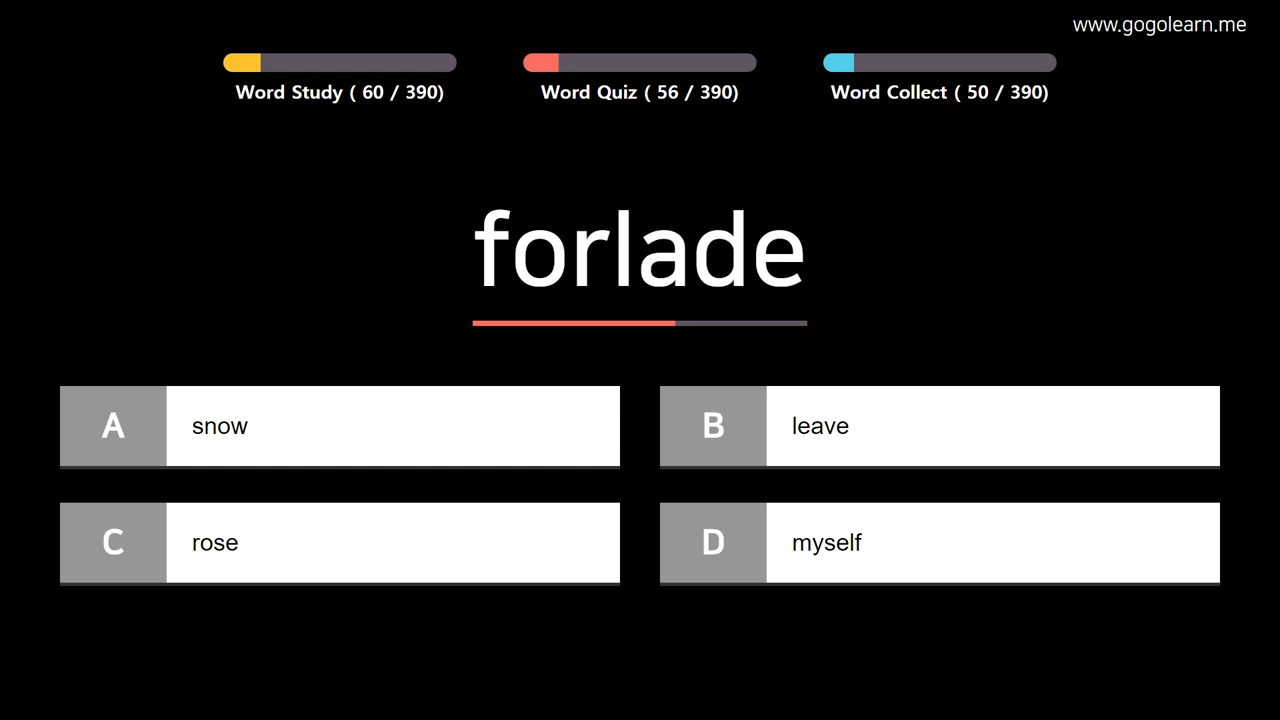 www.gogolearn.me
Word Study ( 60 / 390)
Word Quiz ( 56 / 390)
Word Collect ( 50 / 390)
forlade
A snow
B leave
C rose
D myself